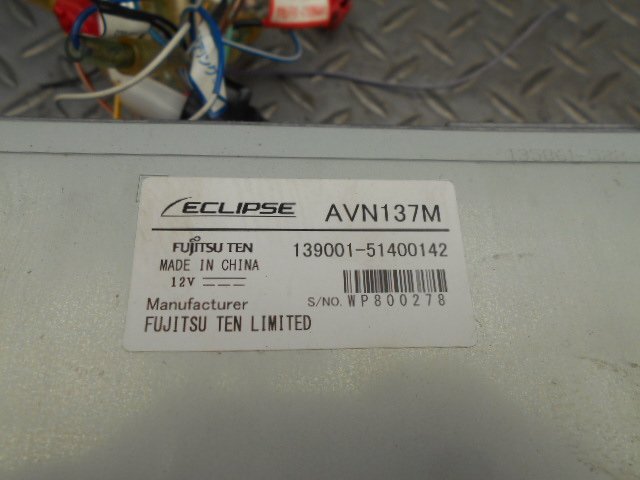 ECLIPSE AVN137M
FUJITSU TEN 139001-51400142
MADE IN CHINA
12V
Manufacturer S/NO. WP800278
FUJITSU TEN LIMITED